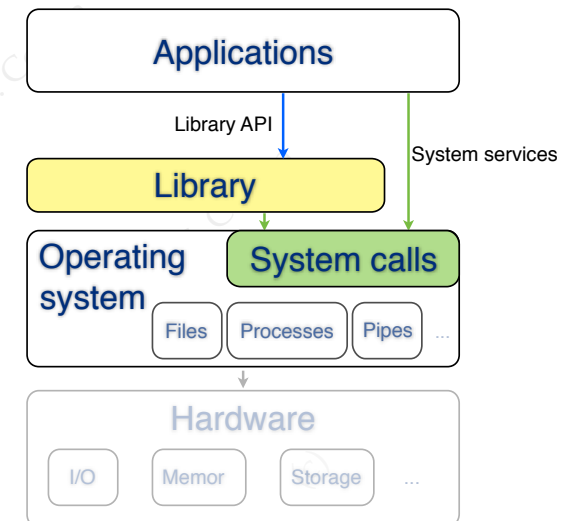 Applications
Library API
System services
Library
Operating
system
System calls
Files
Processes
Pipes
...
Hardware
I/O
Memor
Storage
...